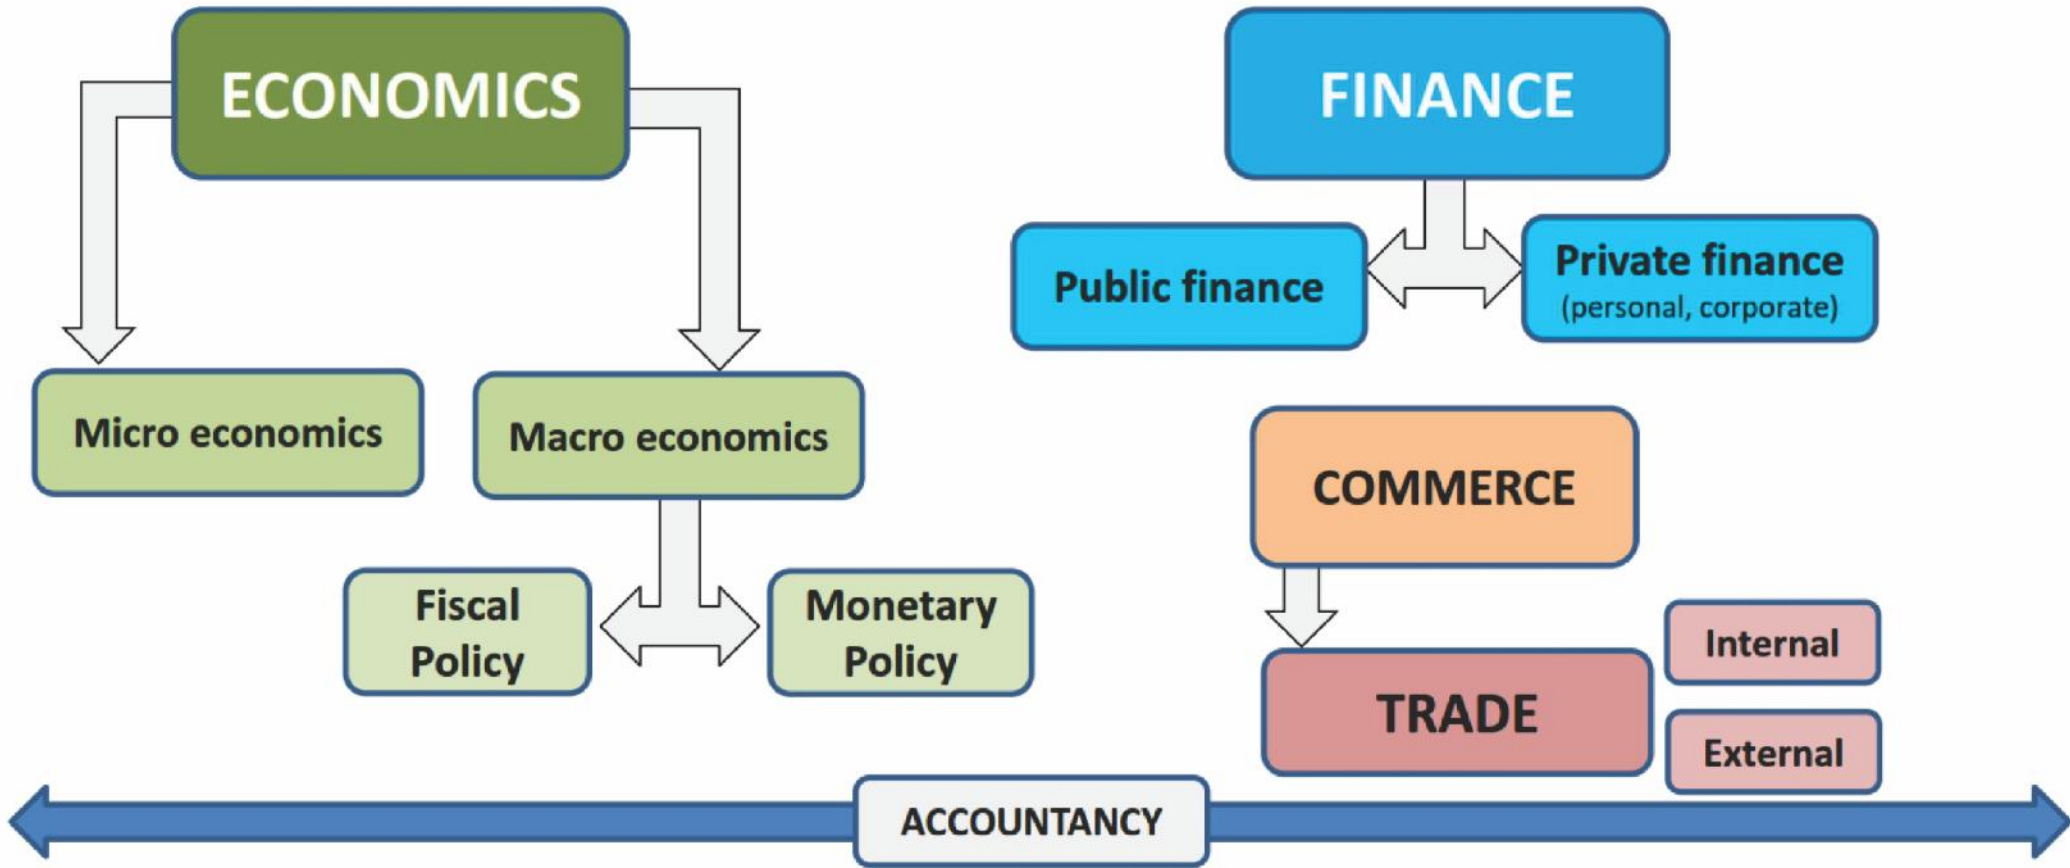 ECONOMICS
FINANCE
Public finance
Private finance
(personal, corporate)
Micro economics
Macro economics
COMMERCE
Fiscal
Policy
Monetary
Policy
TRADE
Internal
External
ACCOUNTANCY